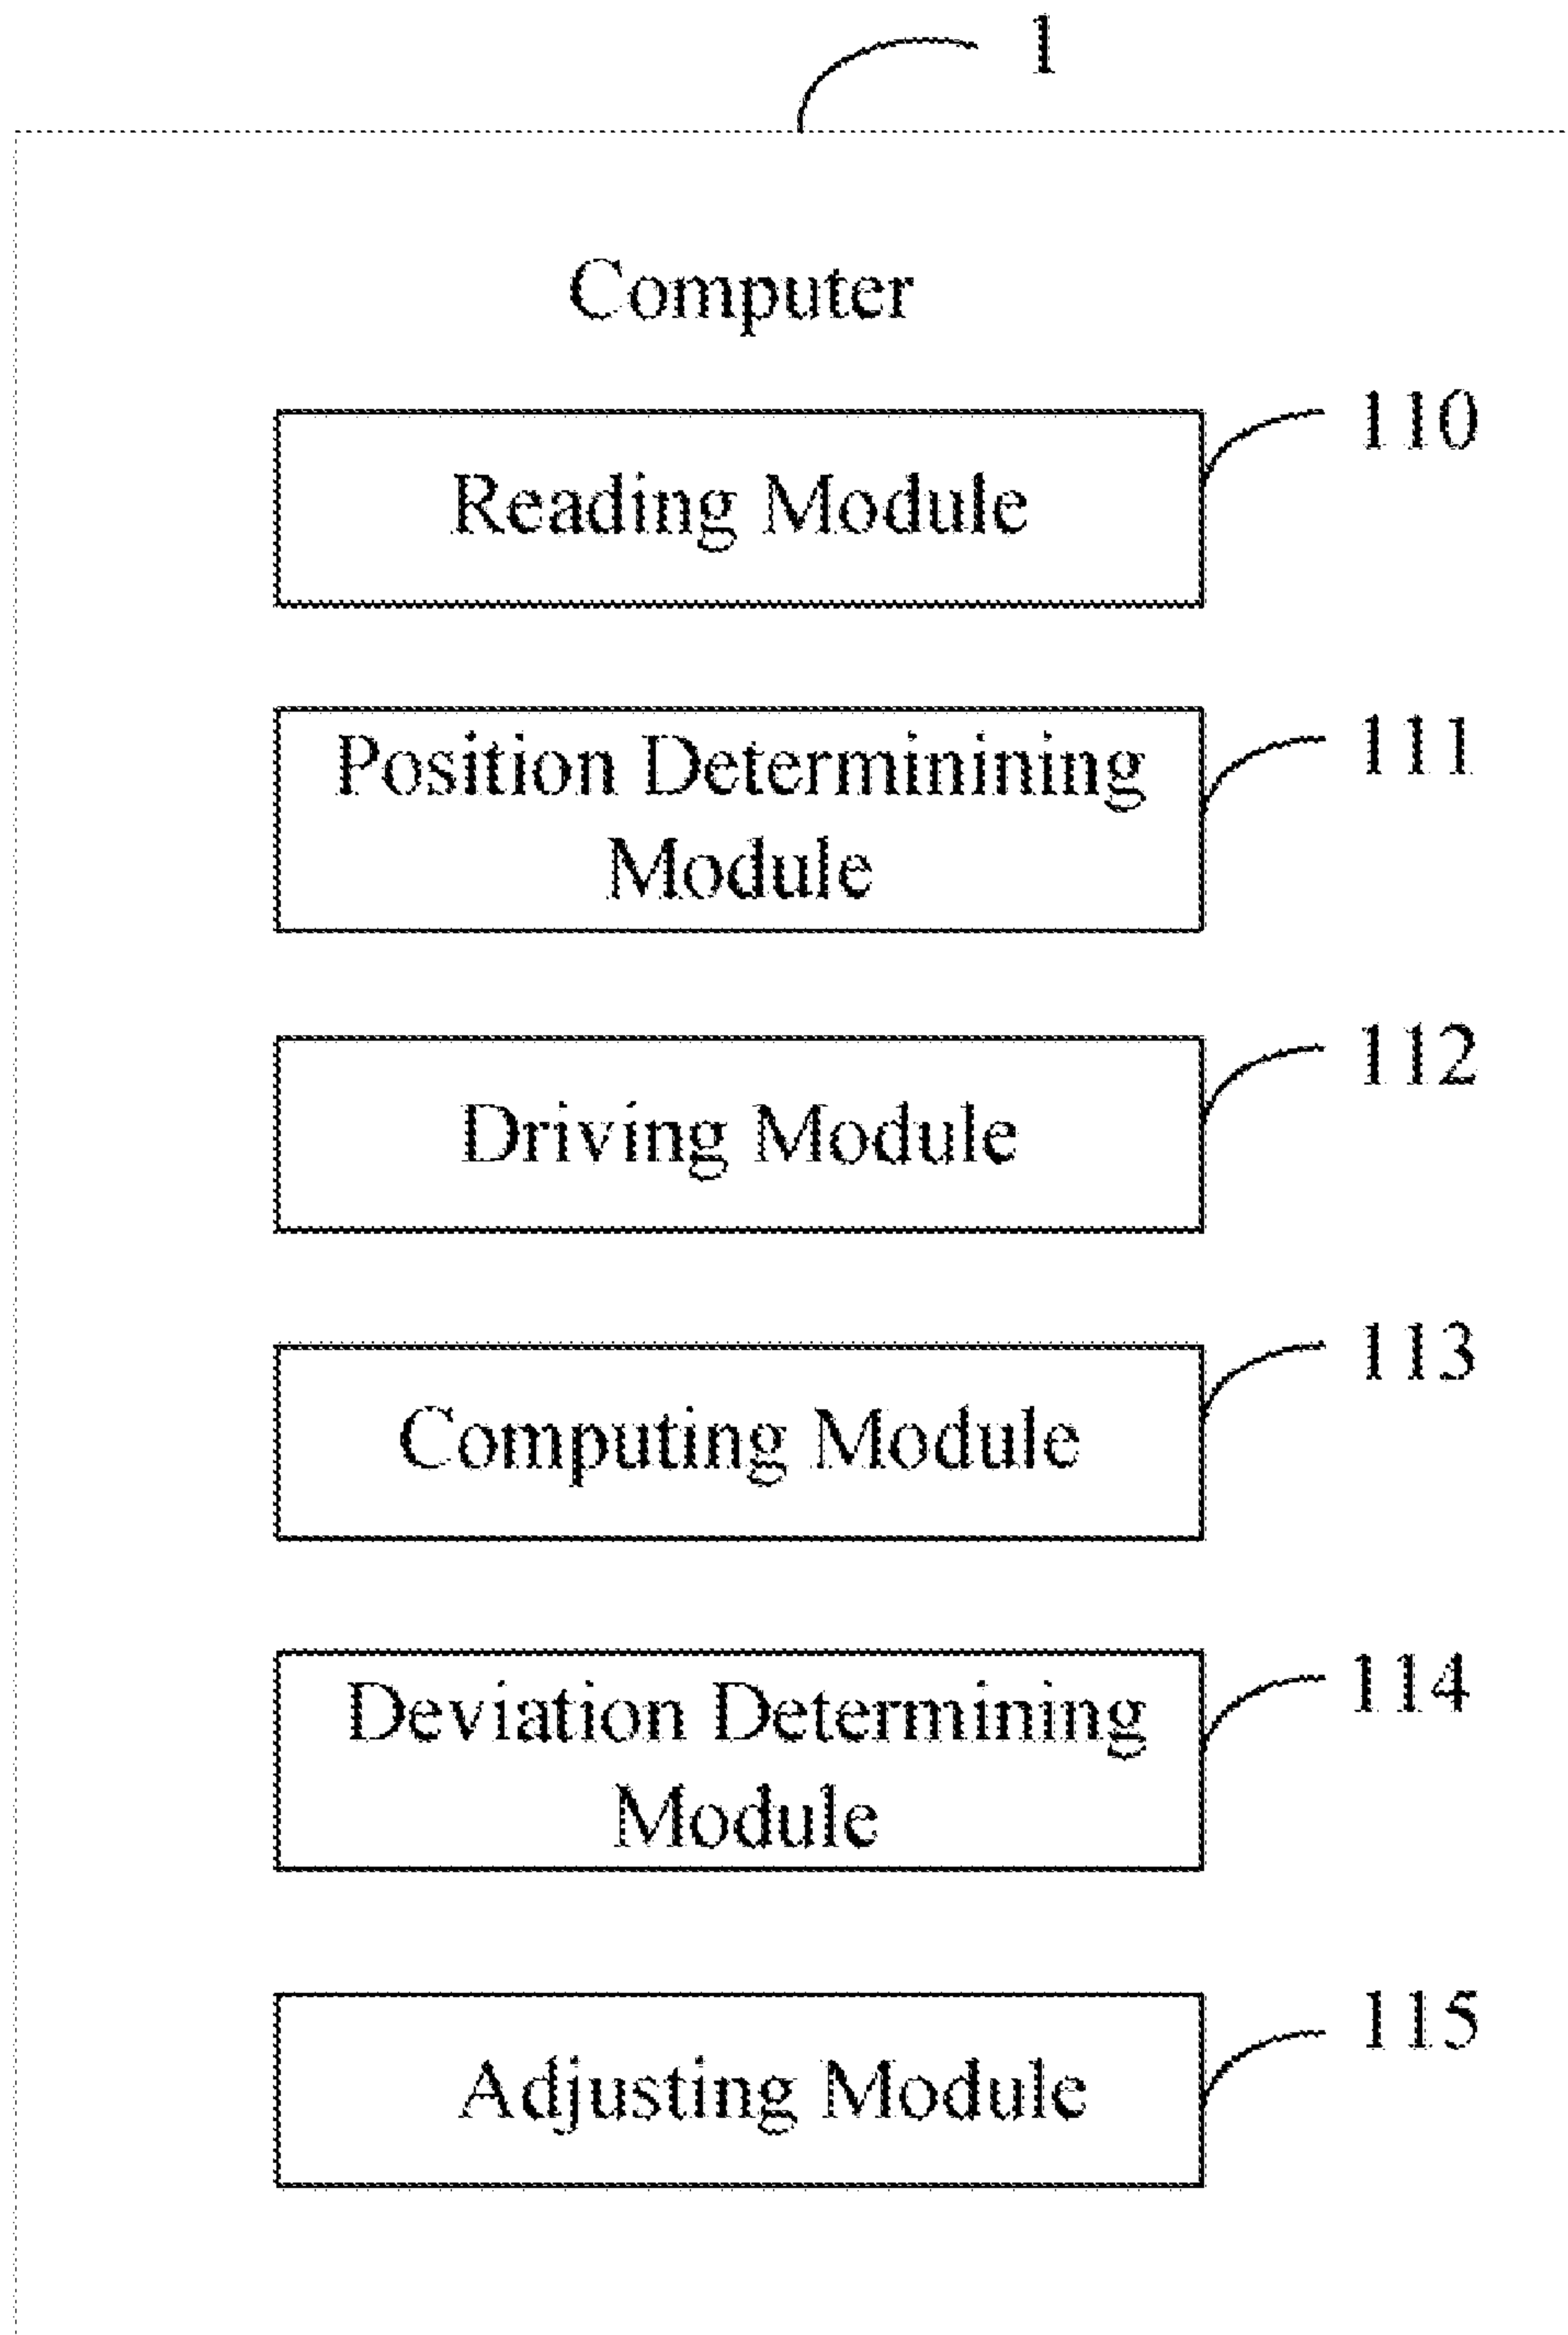 1
Computer
110
Reading Module
111
Position Determinining
Module
112
Driving Module
113
Computing Module
114
Deviation Determining
Module
115
Adjusting Module